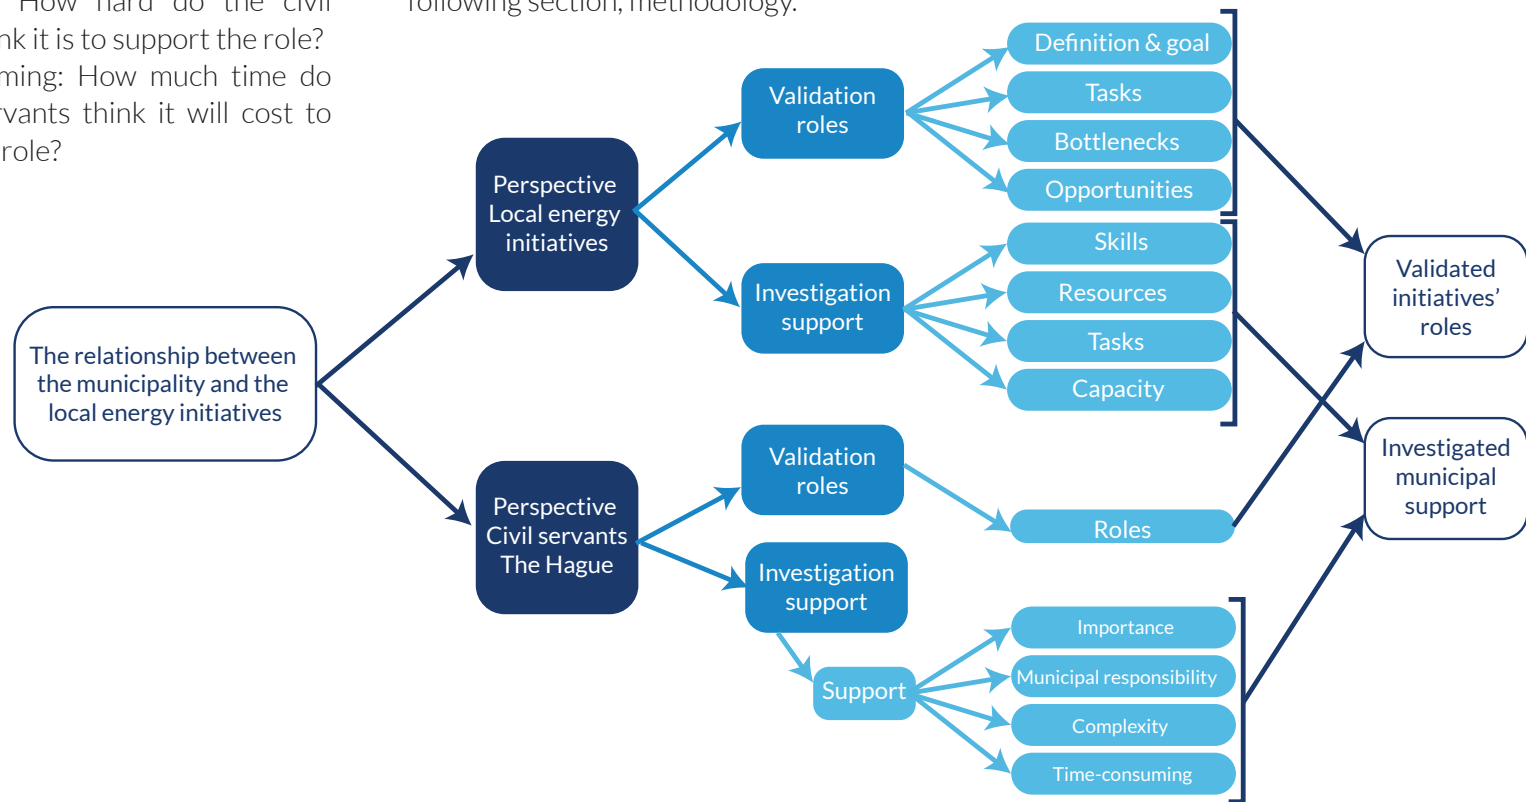 How hard do the civil
it is to support the role?
How much time do
think it will cost to
role?
following section, methodology.
The relationship between
the municipality and the
local energy initiatives
Perspective
Local energy
initiatives
Perspective
Civil servants
The Hague
Validation
roles
Investigation
support
Validation
roles
Investigation
support
Support
Definition & goal
Tasks
Bottlenecks
Opportunities
Skills
Resources
Tasks
Capacity
Roles
Importance
Municipal responsibility
Complexity
Time-consuming
Validated
initiatives’
roles
Investigated
municipal
support